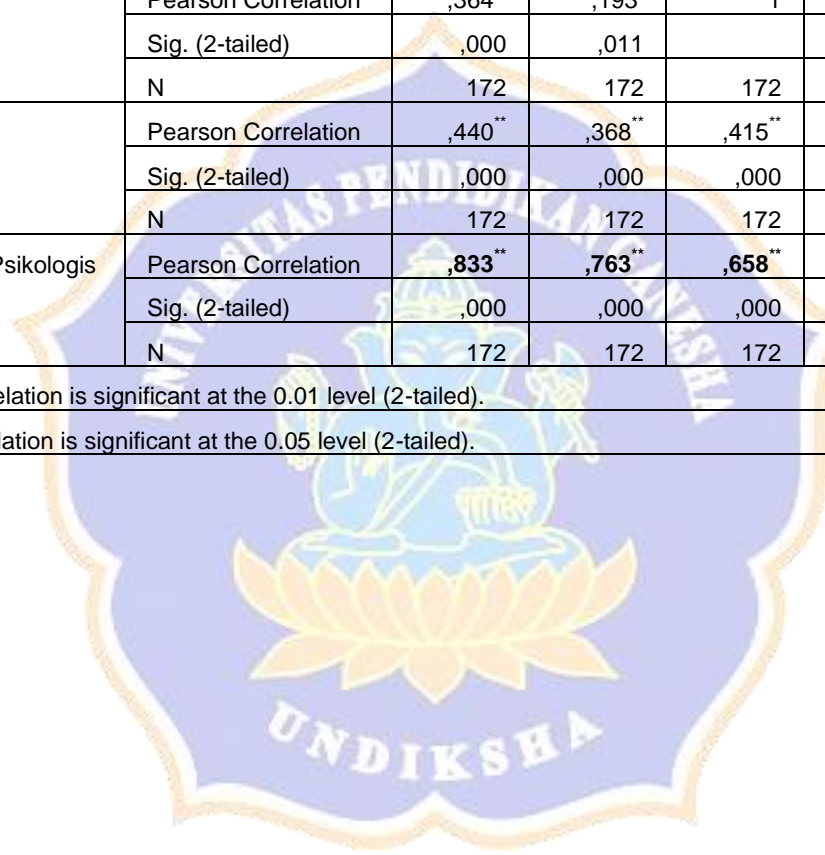 Pearson Correlation ,364 ,193 1
Sig. (2-tailed) ,000 ,011
N 172 172 172
Pearson Correlation ,440** ,368** ,415**
Sig. (2-tailed) ,000 ,000 ,000
N 172 172 172
Psikologis Pearson Correlation ,833** ,763** ,658**
Sig. (2-tailed) ,000 ,000 ,000
N 172 172 172
elation is significant at the 0.01 level (2-tailed).
lation is significant at the 0.05 level (2-tailed).
UNIVERSITAS PENDIDIKAN GANESHA
UNDIKSHA